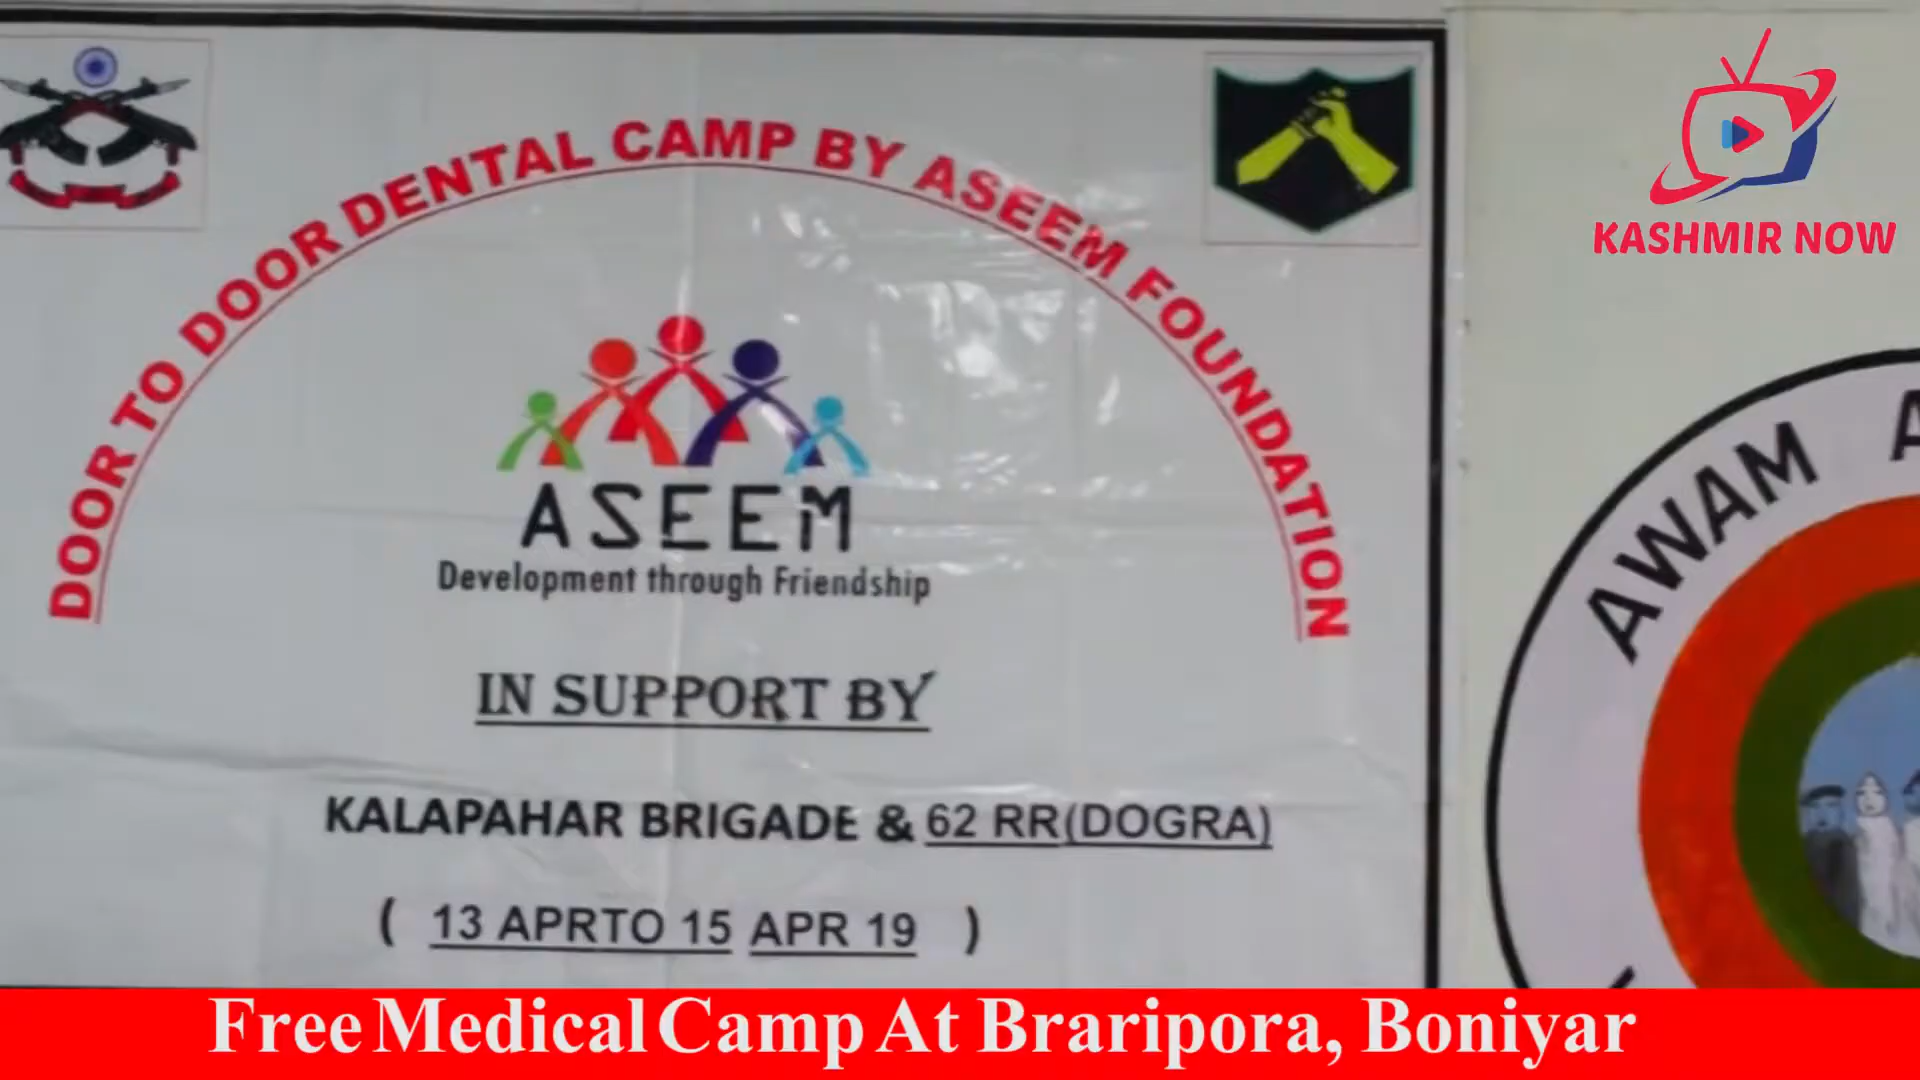 DOOR TO DOOR DENTAL CAMP BY ASEEM FOUNDATION
KASHMIR NOW
ASEEM
Development through Friendship
IN SUPPORT BY
KALAPAHAR BRIGADE & 62 RR(DOGRA)
( 13 APRTO 15 APR 19 )
AWAM A
Free Medical Camp At Braripora, Boniyar